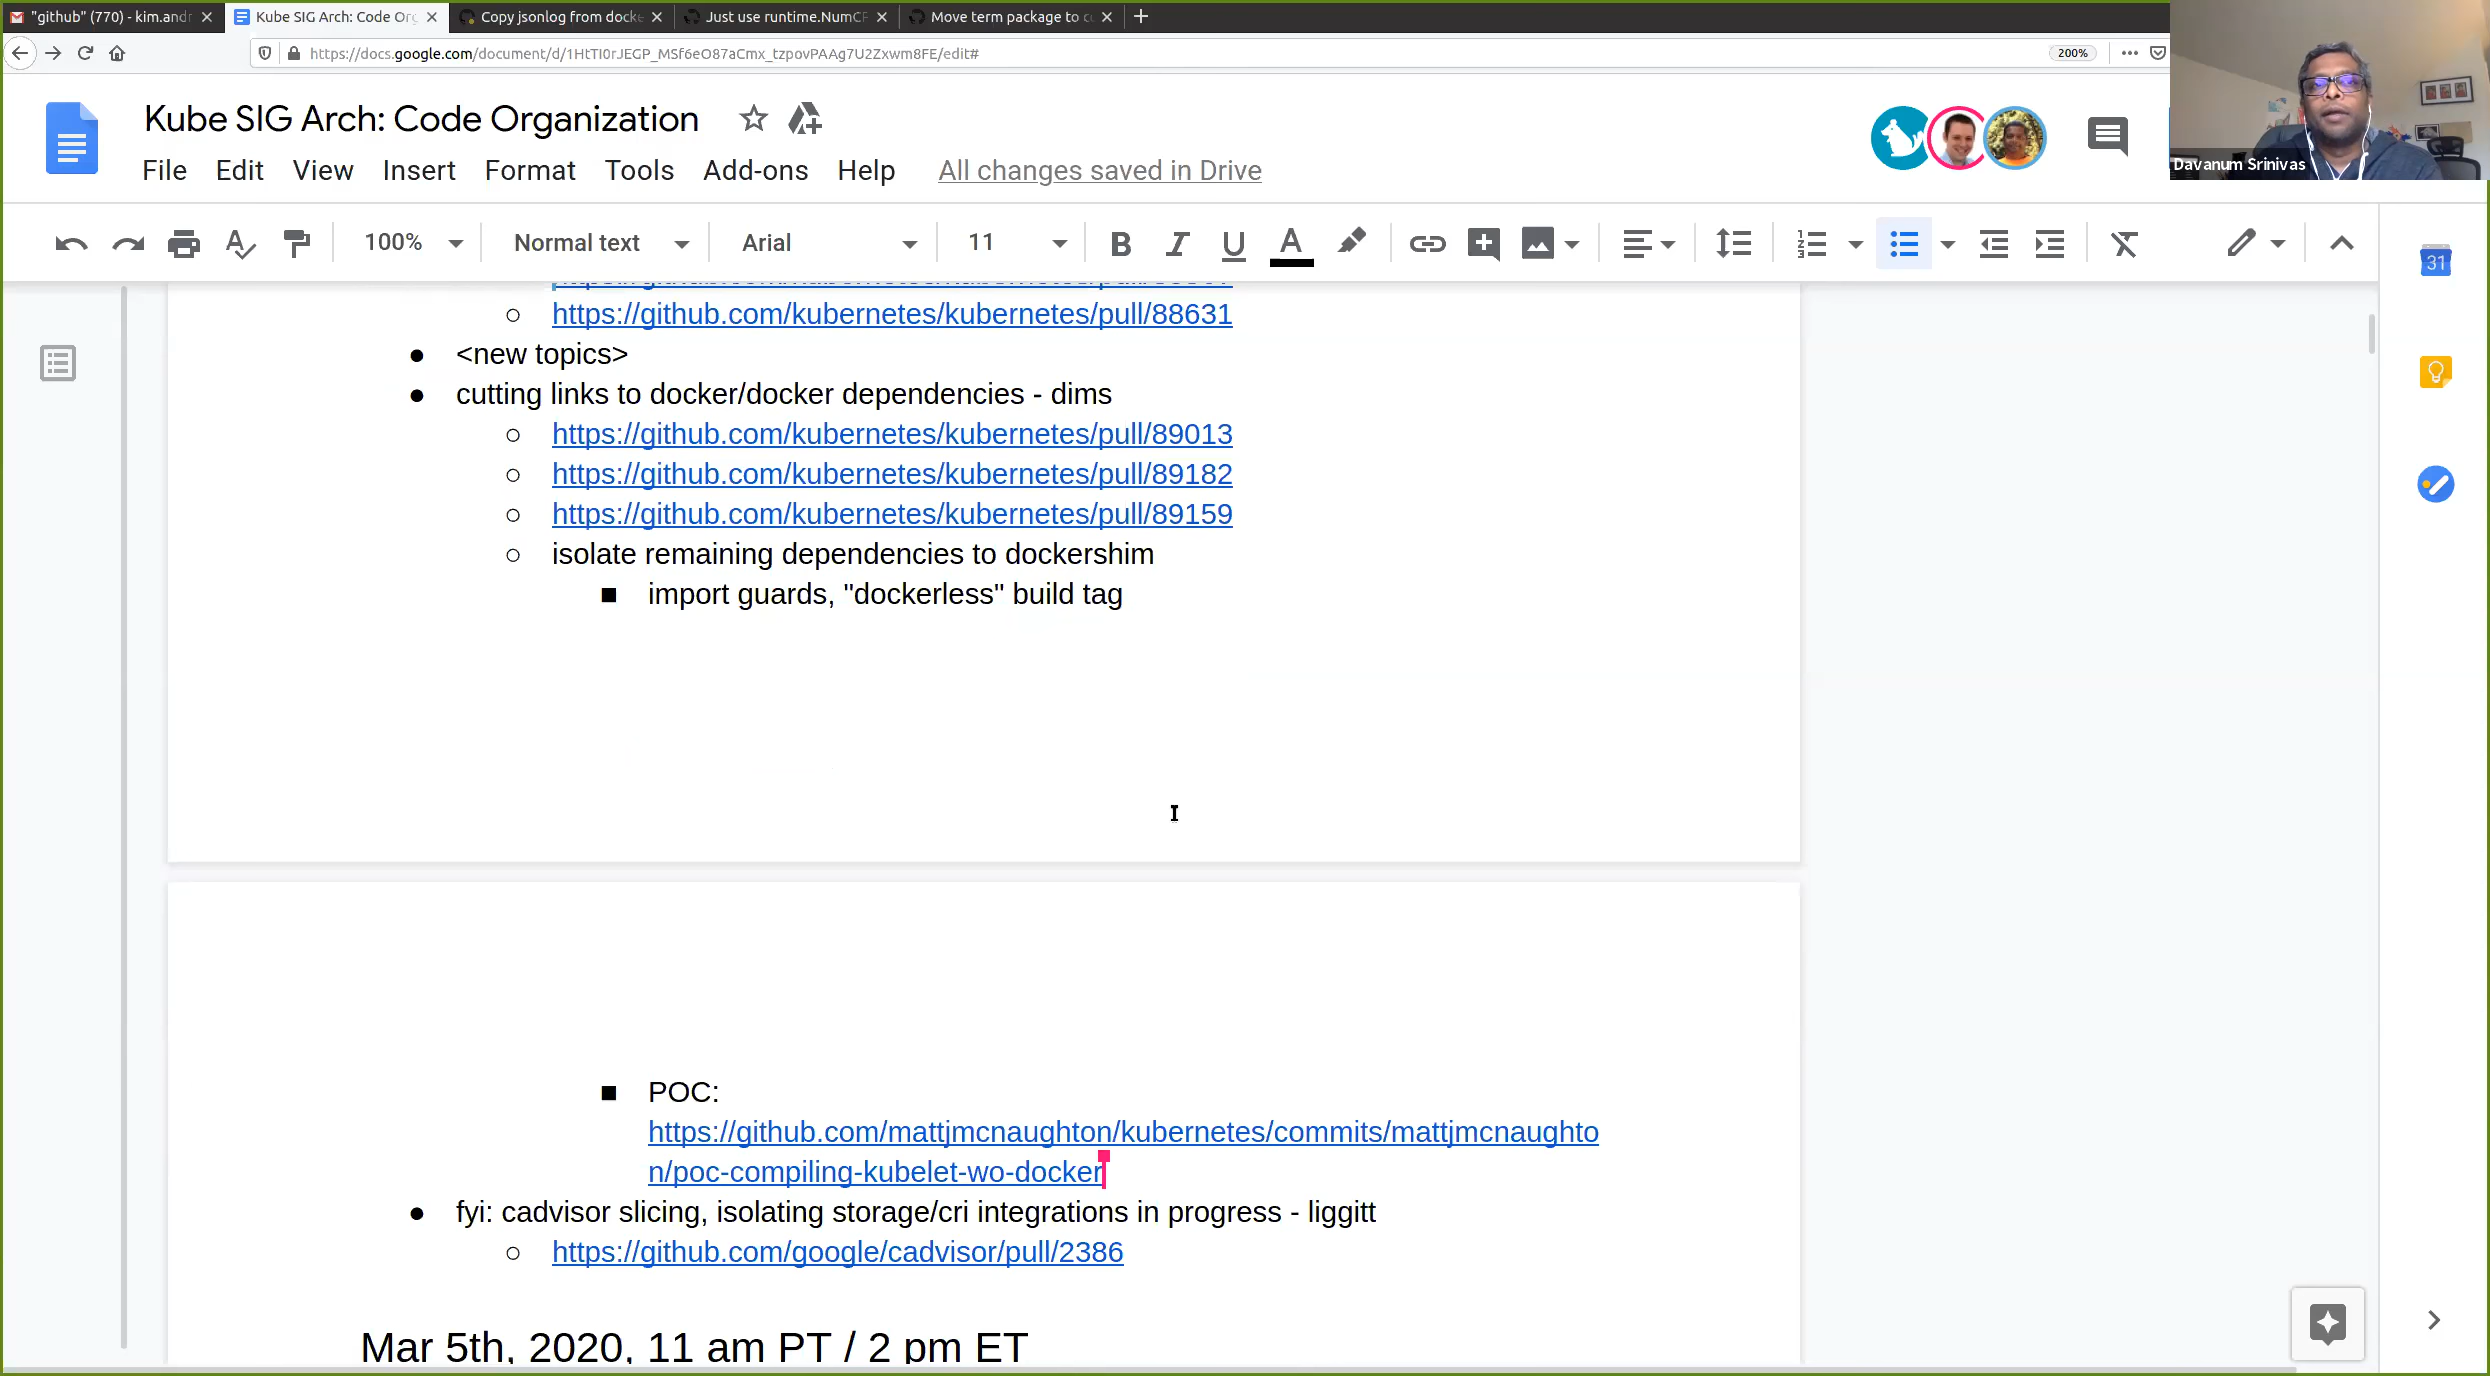 "github" (770) - kim.andr
Kube SIG Arch: Code Org
Copy jsonlog from docke
Just use runtime.NumCP
Move term package to c
https://docs.google.com/document/d/1HtTI0rJEGP_MSf6eO87aCmx_tzpovPAAg7U2Zxwm8FE/edit#
200%
Kube SIG Arch: Code Organization
File Edit View Insert Format Tools Add-ons Help All changes saved in Drive
Davanum Srinivas
100% Normal text Arial 11
31
https://github.com/kubernetes/kubernetes/pull/88631
<new topics>
cutting links to docker/docker dependencies - dims
https://github.com/kubernetes/kubernetes/pull/89013
https://github.com/kubernetes/kubernetes/pull/89182
https://github.com/kubernetes/kubernetes/pull/89159
isolate remaining dependencies to dockershim
import guards, "dockerless" build tag
POC:
https://github.com/mattjmcnaughton/kubernetes/commits/mattjmcnaughto
n/poc-compiling-kubelet-wo-docker
fyi: cadvisor slicing, isolating storage/cri integrations in progress - liggitt
https://github.com/google/cadvisor/pull/2386
Mar 5th, 2020, 11 am PT / 2 pm ET